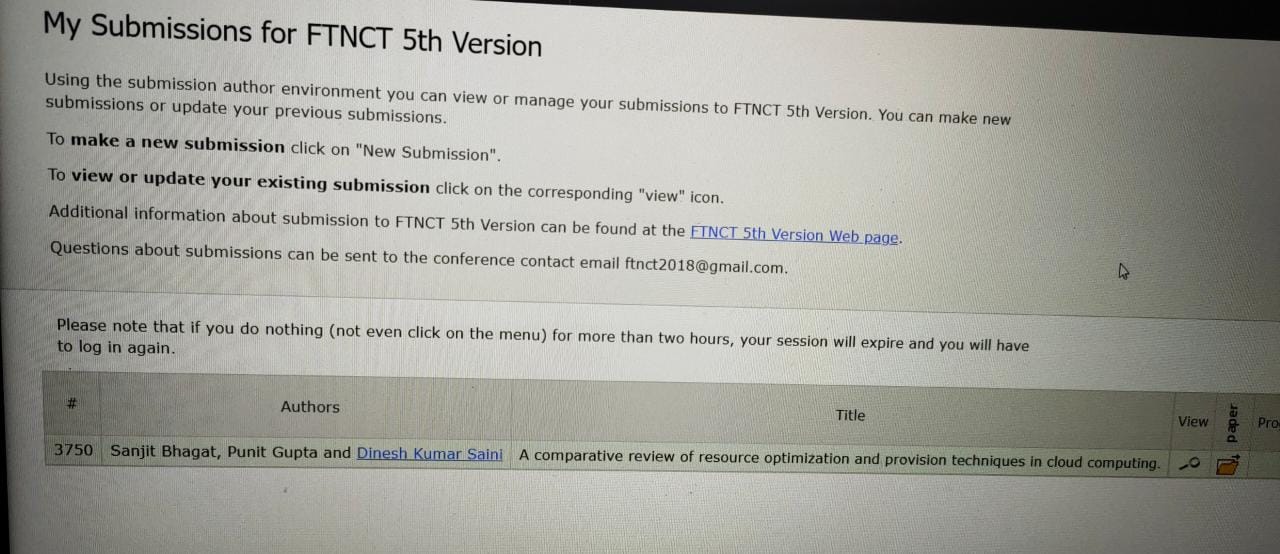 My Submissions for FTNCT 5th Version
Using the submission author environment you can view or manage your submissions to FTNCT 5th Version. You can make new
submissions or update your previous submissions.
To make a new submission click on "New Submission".
To view or update your existing submission click on the corresponding "view" icon.
Additional information about submission to FTNCT 5th Version can be found at the FTNCT 5th Version Web page.
Questions about submissions can be sent to the conference contact email ftnct2018@gmail.com.
Please note that if you do nothing (not even click on the menu) for more than two hours, your session will expire and you will have
to log in again.
# Authors Title View paper Pro
3750 Sanjit Bhagat, Punit Gupta and Dinesh Kumar Saini A comparative review of resource optimization and provision techniques in cloud computing.